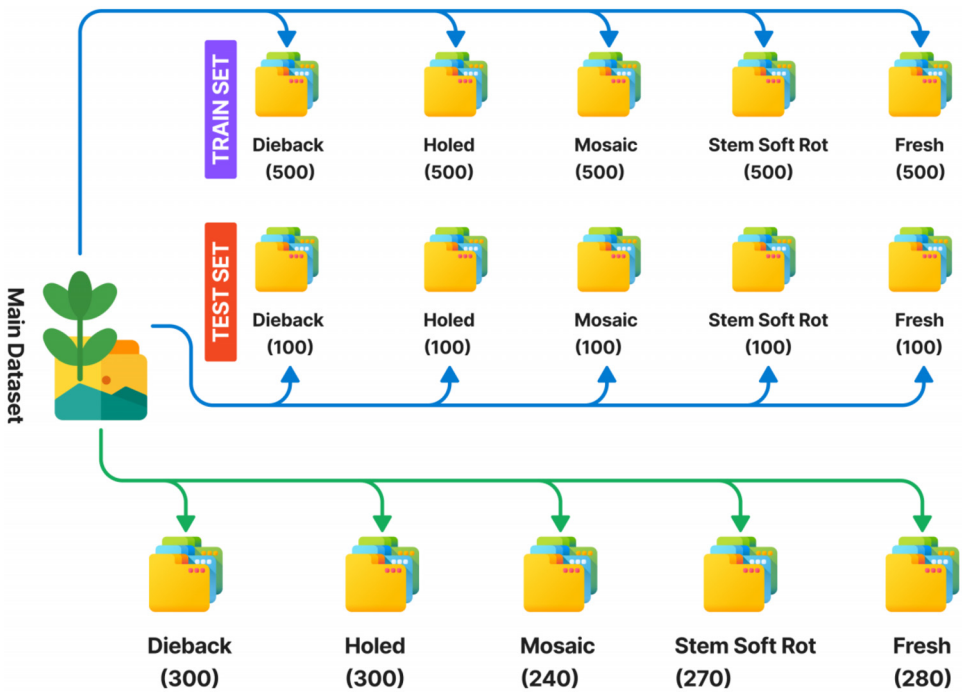 TRAIN SET
Dieback Holed Mosaic Stem Soft Rot Fresh
(500) (500) (500) (500) (500)
TEST SET
Dieback Holed Mosaic Stem Soft Rot Fresh
(100) (100) (100) (100) (100)
Main Dataset
Dieback Holed Mosaic Stem Soft Rot Fresh
(300) (300) (240) (270) (280)